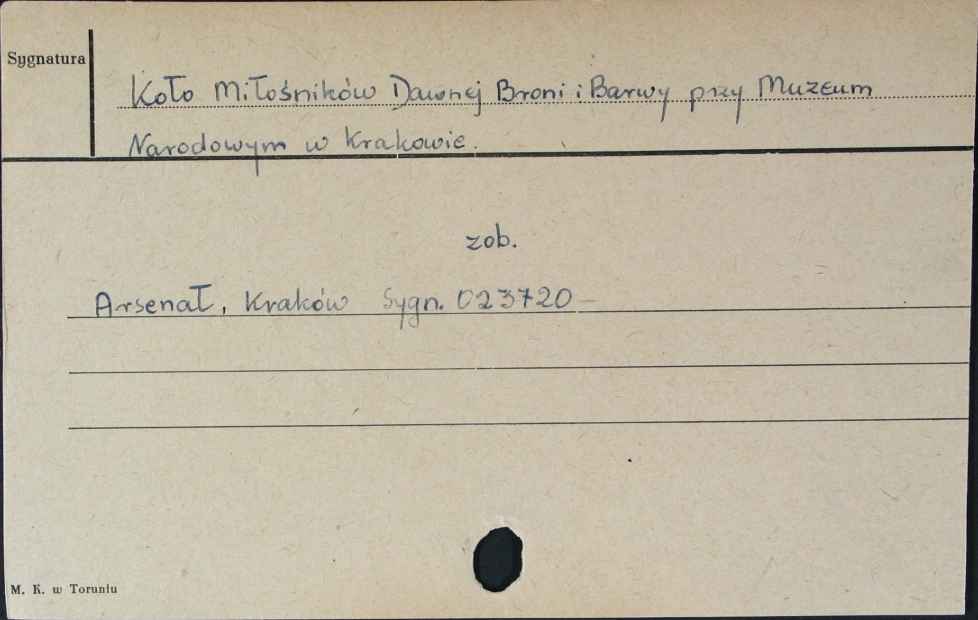 Sygnatura
Koło Miłośników Dawnej Broni i Barwy przy Muzeum
Narodowym w Krakowie.
zob.
Arsenał, Kraków Sygn. 023720
M. K. w Toruniu